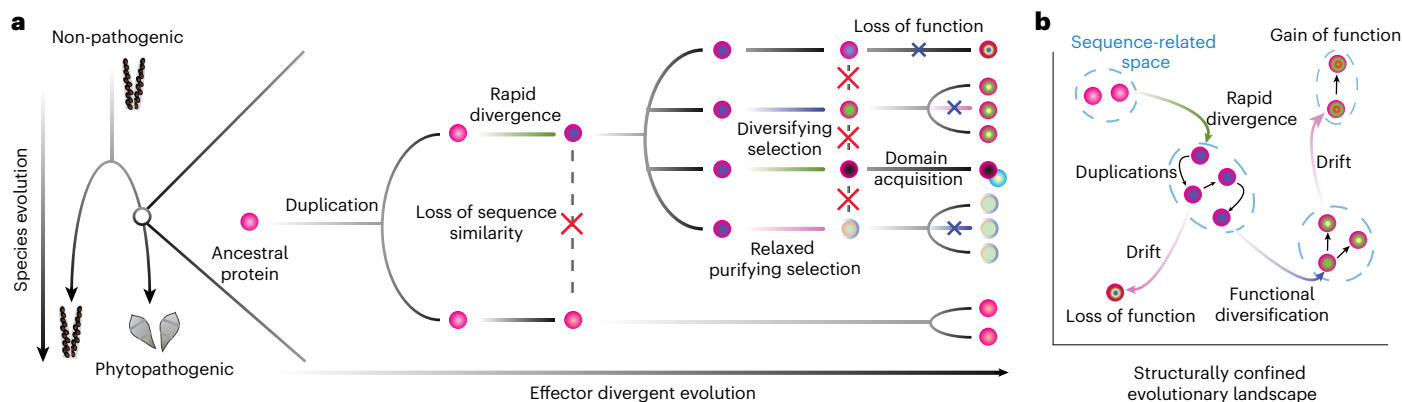 a
Non-pathogenic
Species evolution
Phytopathogenic
Ancestral
protein
Duplication
Rapid
divergence
Loss of sequence
similarity
Loss of function
Diversifying
selection
Domain
acquisition
Relaxed
purifying selection
Effector divergent evolution
b
Sequence-related
space
Gain of function
Rapid
divergence
Duplications
Drift
Drift
Loss of function
Functional
diversification
Structurally confined
evolutionary landscape